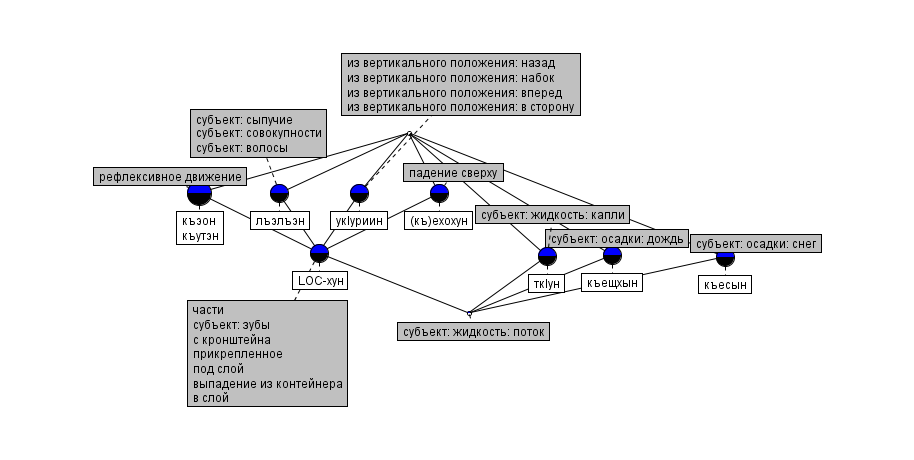 из вертикального положения: назад
из вертикального положения: набок
из вертикального положения: вперед
из вертикального положения: в сторону
субъект: сыпучие
субъект: совокупности
субъект: волосы
рефлексивное движение
падение сверху
къэон
къутэн
лъэлъэн
укIуриин
(къ)ехохун
субъект: жидкость: капли
субъект: осадки: дождь
субъект: осадки: снег
LOC-хун
ткIун
къещхын
къесын
части
субъект: зубы
с кронштейна
прикрепленное
под слой
выпадение из контейнера
в слой
субъект: жидкость: поток